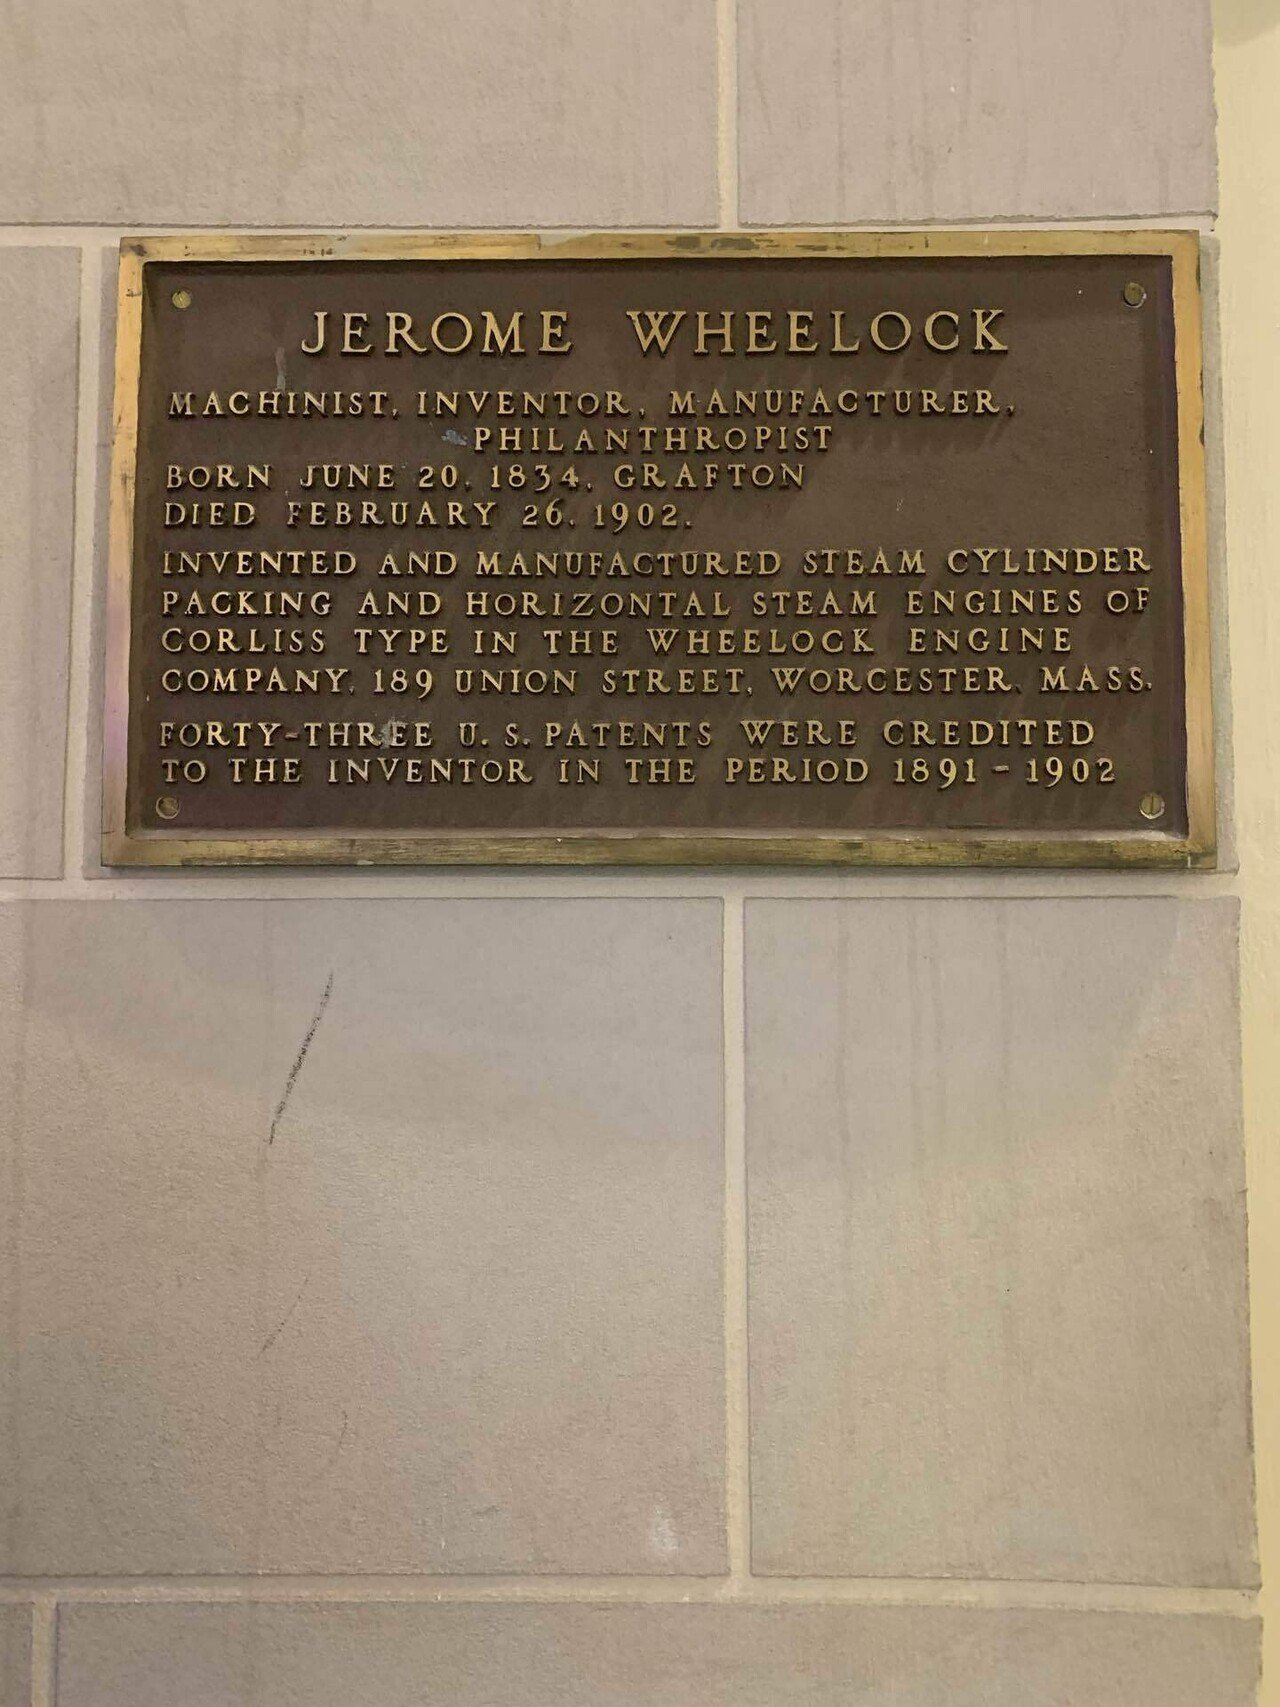 JEROME WHEELOCK
MACHINIST, INVENTOR, MANUFACTURER,
PHILANTHROPIST
BORN JUNE 20, 1834, GRAFTON
DIED FEBRUARY 26, 1902.
INVENTED AND MANUFACTURED STEAM CYLINDER
PACKING AND HORIZONTAL STEAM ENGINES OF
CORLISS TYPE IN THE WHEELOCK ENGINE
COMPANY, 189 UNION STREET, WORCESTER, MASS.
FORTY-THREE U. S. PATENTS WERE CREDITED
TO THE INVENTOR IN THE PERIOD 1891 - 1902